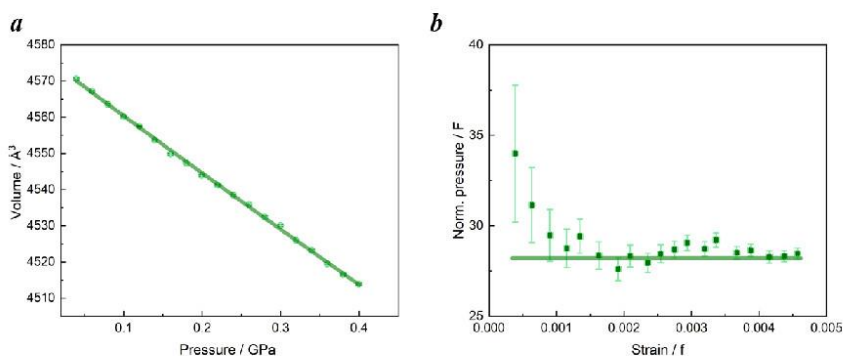 a
b
4580
4570
4560
4550
4540
4530
4520
4510
Volume / Å³
0.1 0.2 0.3 0.4
Pressure / GPa
40
35
30
25
Norm. pressure / F
0.000 0.001 0.002 0.003 0.004 0.005
Strain / f